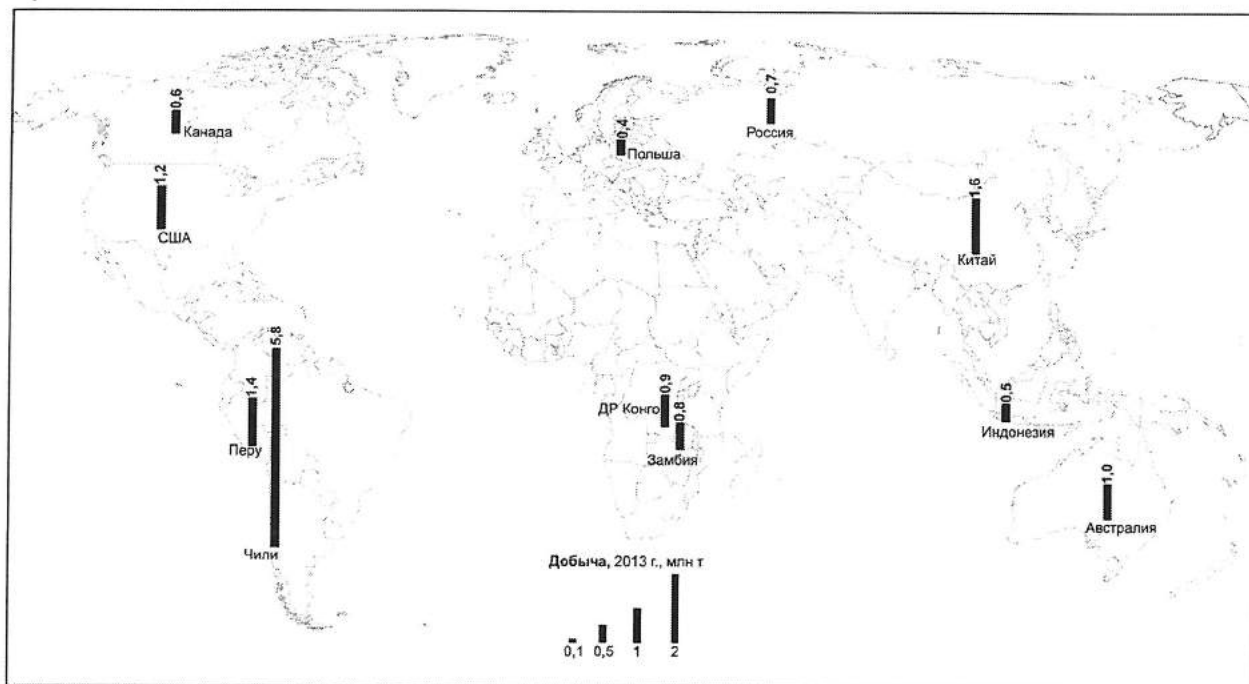 0,6
Канада
0,7
Россия
0,4
Польша
1,2
США
1,6
Китай
5,8
1,4
Перу
Чили
0,9
ДР Конго
0,8
Замбия
0,5
Индонезия
1,0
Австралия
Добыча, 2013 г., млн т
0,1 0,5 1 2